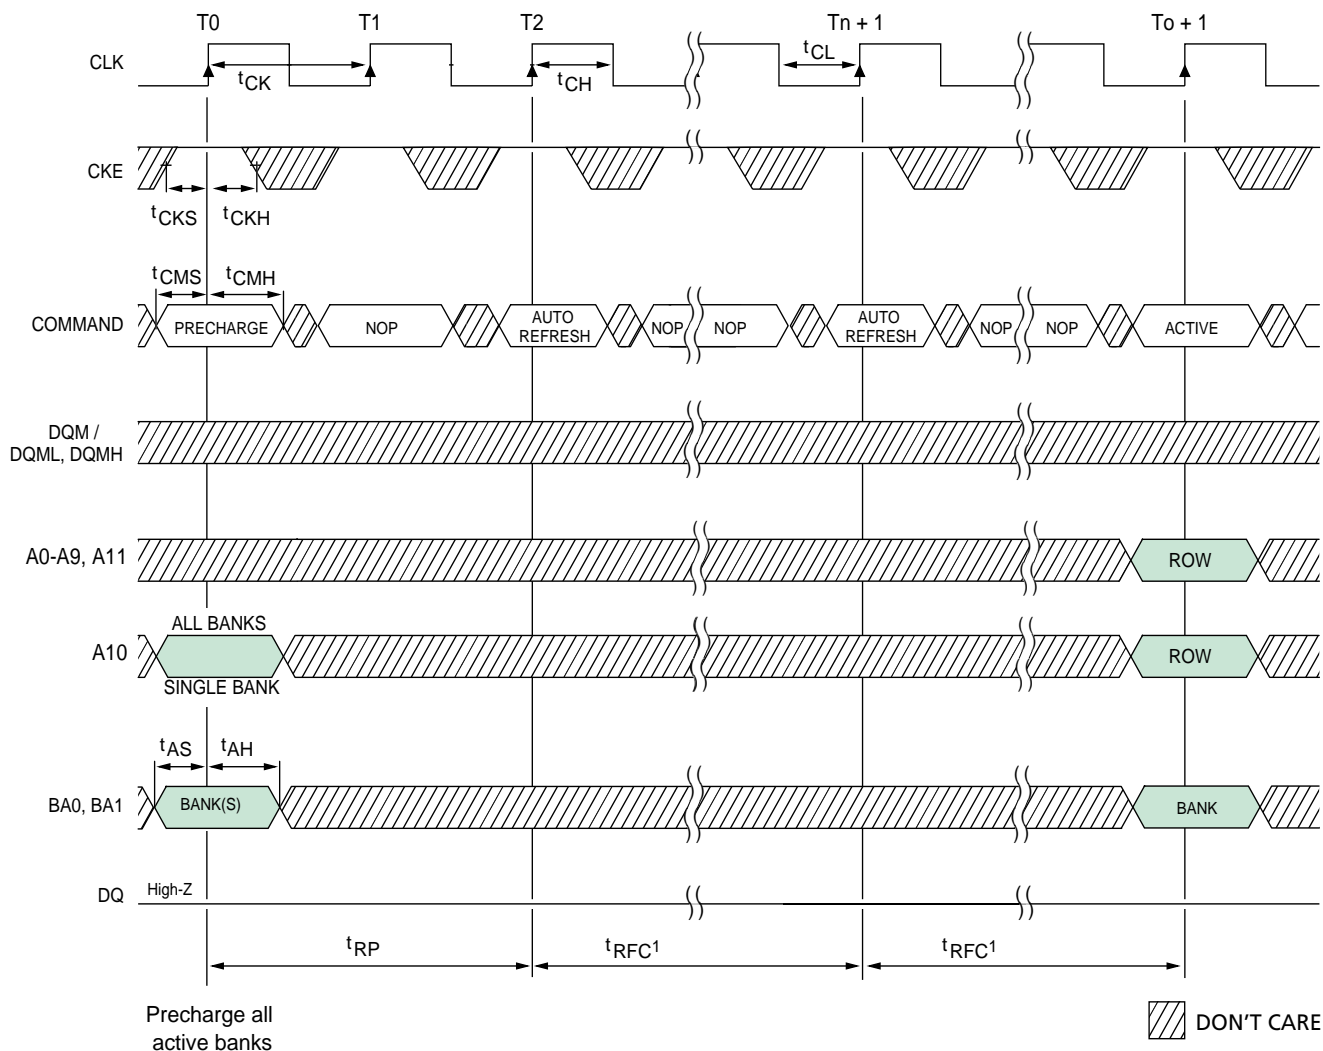 T0 T1 T2 Tn + 1 To + 1
CLK
tCK tCH tCL
CKE
tCKS tCKH
tCMS tCMH
COMMAND
PRECHARGE NOP AUTO REFRESH NOP NOP AUTO REFRESH NOP NOP ACTIVE
DQM /
DQML, DQMH
A0-A9, A11
ROW
ALL BANKS
A10
ROW
SINGLE BANK
tAS tAH
BA0, BA1
BANK(S) BANK
DQ
High-Z
tRP tRFC1 tRFC1
Precharge all
active banks
DON'T CARE